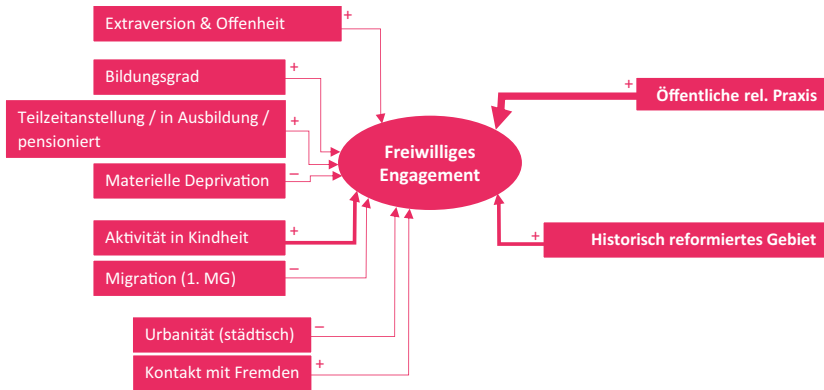 Extraversion & Offenheit
+
Bildungsgrad
+
Teilzeitanstellung / in Ausbildung /
pensioniert
+
Materielle Deprivation
–
Aktivität in Kindheit
+
Migration (1. MG)
–
Urbanität (städtisch)
–
Kontakt mit Fremden
+
Freiwilliges
Engagement
+
Öffentliche rel. Praxis
+
Historisch reformiertes Gebiet